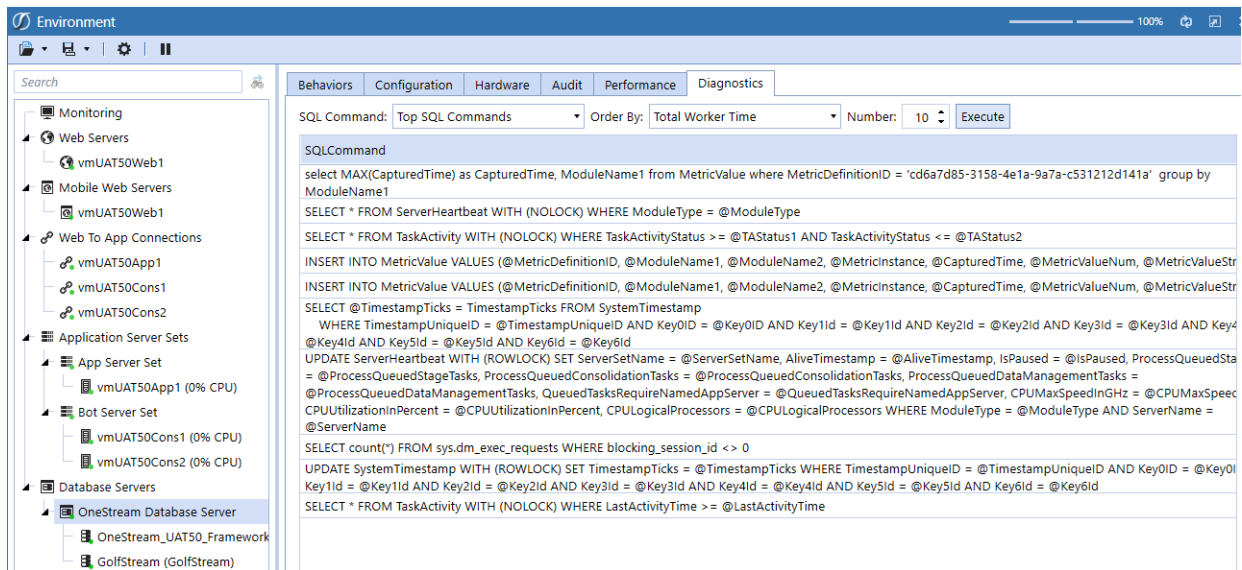 Environment
100%
Search
Monitoring
Web Servers
vmUAT50Web1
Mobile Web Servers
vmUAT50Web1
Web To App Connections
vmUAT50App1
vmUAT50Cons1
vmUAT50Cons2
Application Server Sets
App Server Set
vmUAT50App1 (0% CPU)
Bot Server Set
vmUAT50Cons1 (0% CPU)
vmUAT50Cons2 (0% CPU)
Database Servers
OneStream Database Server
OneStream_UAT50_Framework
GolfStream (GolfStream)
Behaviors Configuration Hardware Audit Performance Diagnostics
SQL Command: Top SQL Commands Order By: Total Worker Time Number: 10 Execute
SQLCommand
select MAX(CapturedTime) as CapturedTime, ModuleName1 from MetricValue where MetricDefinitionID = 'cd6a7d85-3158-4e1a-9a7a-c531212d141a' group by
ModuleName1
SELECT * FROM ServerHeartbeat WITH (NOLOCK) WHERE ModuleType = @ModuleType
SELECT * FROM TaskActivity WITH (NOLOCK) WHERE TaskActivityStatus >= @TAStatus1 AND TaskActivityStatus <= @TAStatus2
INSERT INTO MetricValue VALUES (@MetricDefinitionID, @ModuleName1, @ModuleName2, @MetricInstance, @CapturedTime, @MetricValueNum, @MetricValueStr
INSERT INTO MetricValue VALUES (@MetricDefinitionID, @ModuleName1, @ModuleName2, @MetricInstance, @CapturedTime, @MetricValueNum, @MetricValueStr
SELECT @TimestampTicks = TimestampTicks FROM SystemTimestamp
WHERE TimestampUniqueID = @TimestampUniqueID AND Key0ID = @Key0ID AND Key1Id = @Key1Id AND Key2Id = @Key2Id AND Key3Id = @Key3Id AND Key4
@Key4Id AND Key5Id = @Key5Id AND Key6Id = @Key6Id
UPDATE ServerHeartbeat WITH (ROWLOCK) SET ServerSetName = @ServerSetName, AliveTimestamp = @AliveTimestamp, IsPaused = @IsPaused, ProcessQueuedSta
= @ProcessQueuedStageTasks, ProcessQueuedConsolidationTasks = @ProcessQueuedConsolidationTasks, ProcessQueuedDataManagementTasks =
@ProcessQueuedDataManagementTasks, QueuedTasksRequireNamedAppServer = @QueuedTasksRequireNamedAppServer, CPUMaxSpeedInGHz = @CPUMaxSpeed
CPUUtilizationInPercent = @CPUUtilizationInPercent, CPULogicalProcessors = @CPULogicalProcessors WHERE ModuleType = @ModuleType AND ServerName =
@ServerName
SELECT count(*) FROM sys.dm_exec_requests WHERE blocking_session_id <> 0
UPDATE SystemTimestamp WITH (ROWLOCK) SET TimestampTicks = @TimestampTicks WHERE TimestampUniqueID = @TimestampUniqueID AND Key0ID = @Key0I
Key1Id = @Key1Id AND Key2Id = @Key2Id AND Key3Id = @Key3Id AND Key4Id = @Key4Id AND Key5Id = @Key5Id AND Key6Id = @Key6Id
SELECT * FROM TaskActivity WITH (NOLOCK) WHERE LastActivityTime >= @LastActivityTime